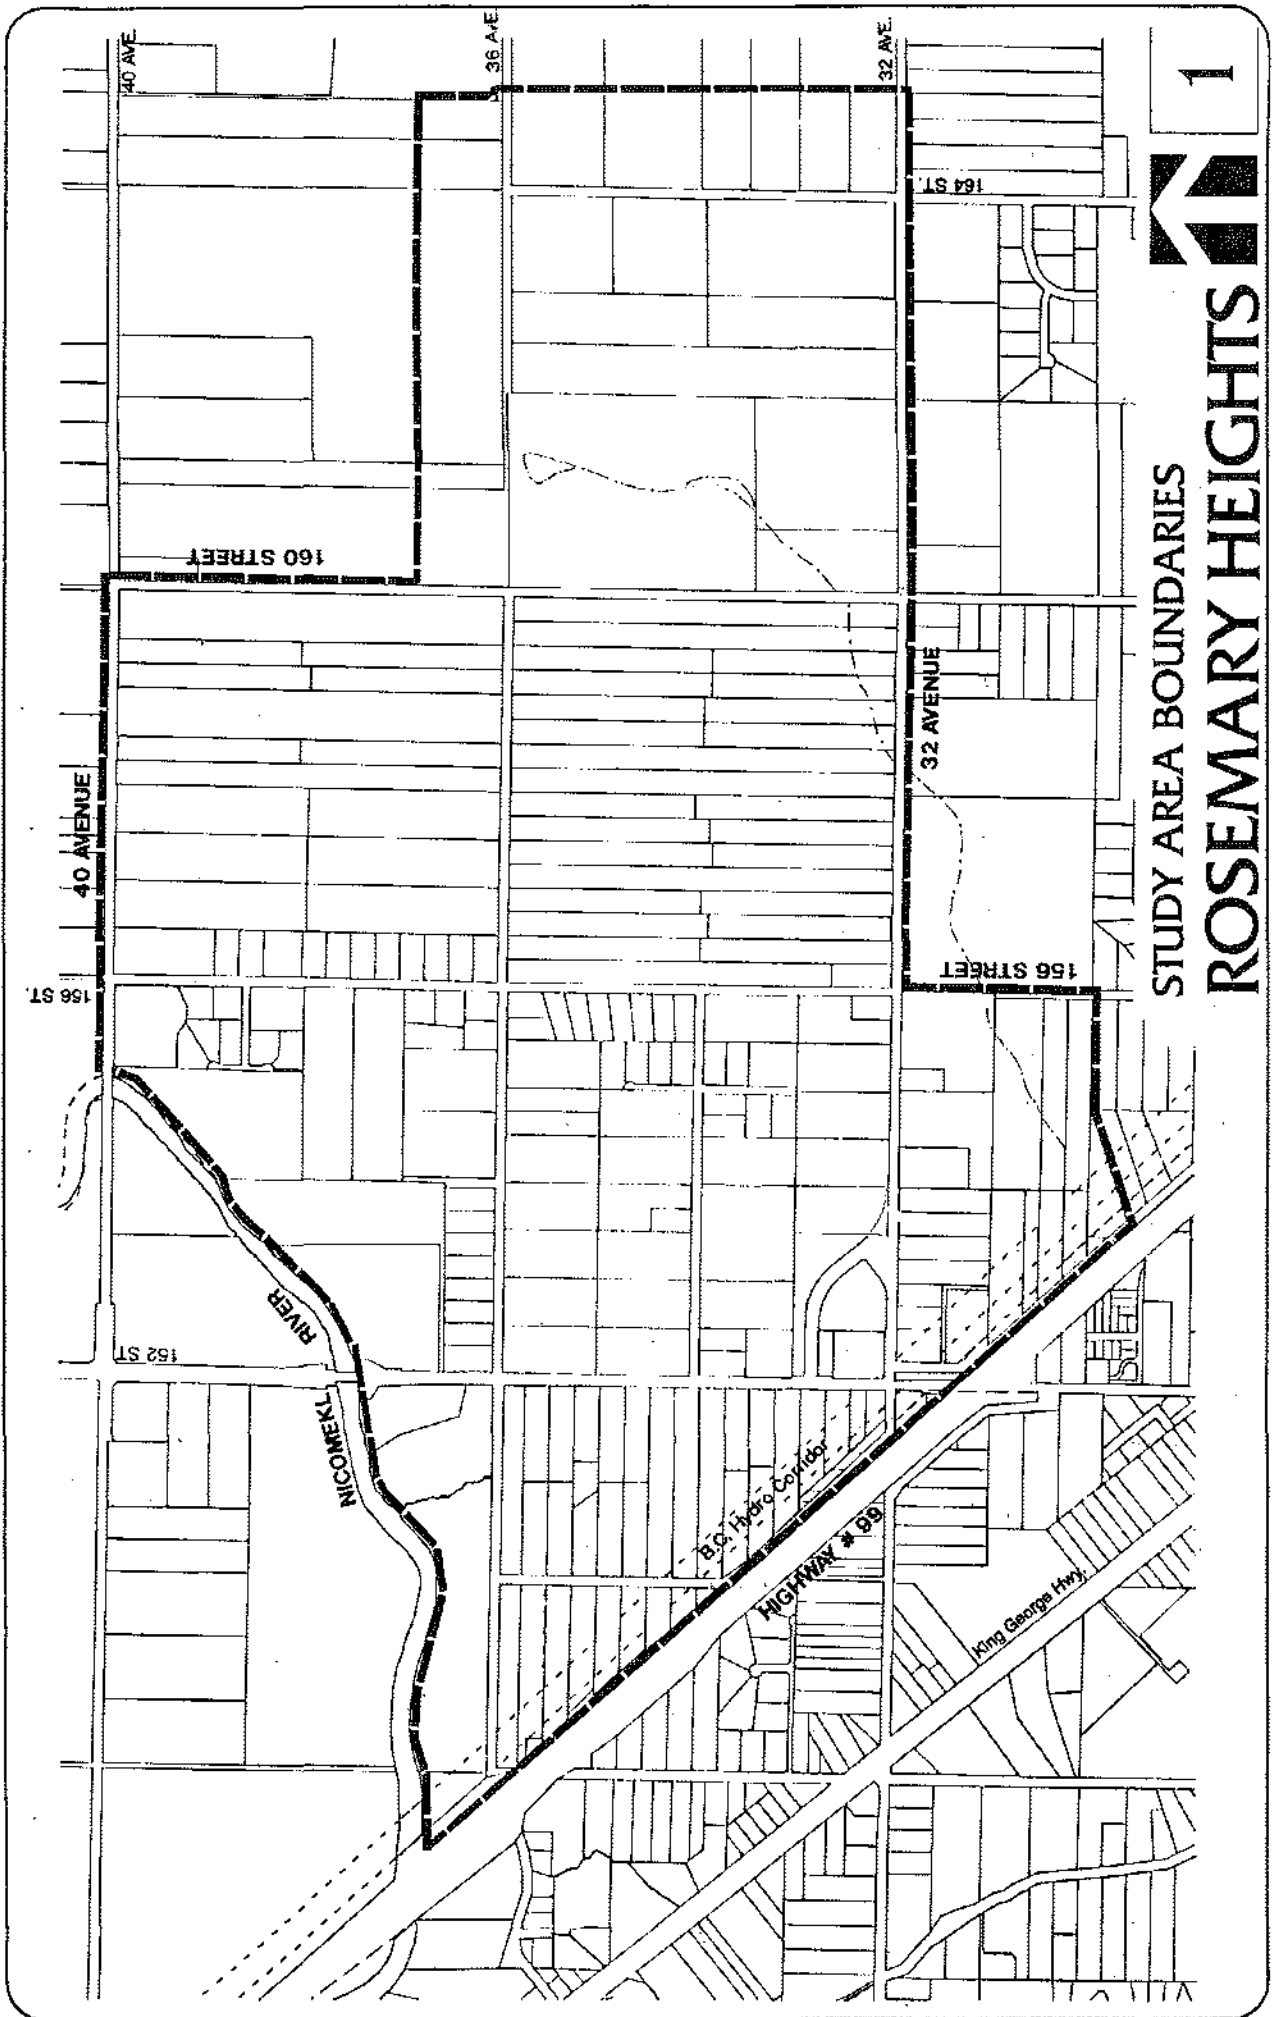 40 AVE.
36 AVE.
32 AVE.
164 ST.
160 STREET
40 AVENUE
32 AVENUE
156 ST.
156 STREET
152 ST
NICOMEKL
RIVER
B.C. Hydro Corridor
HIGHWAY # 99
King George Hwy.
STUDY AREA BOUNDARIES
ROSEMARY HEIGHTS
1